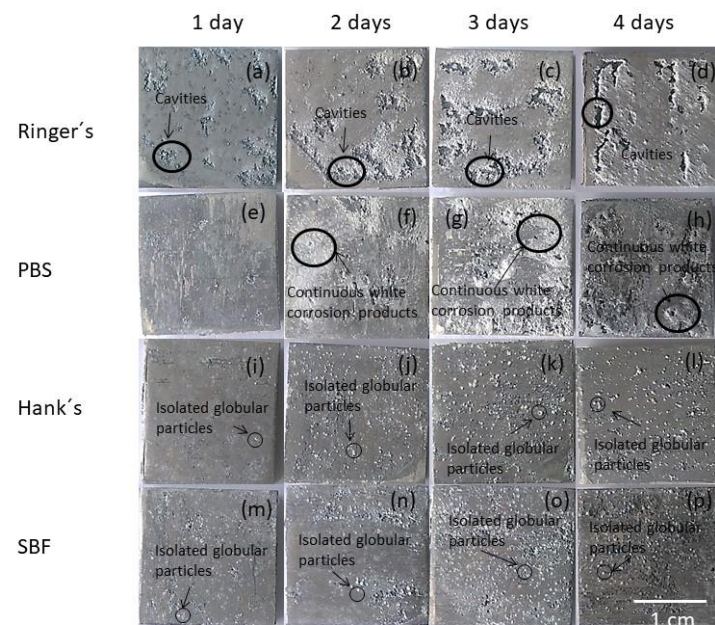 1 day 2 days 3 days 4 days
Ringer´s
(a) (b) (c) (d)
Cavities
Cavities
Cavities
Cavities
PBS
(e) (f) (g) (h)
Continuous white
corrosion products
Continuous white
corrosion products
Continuous white
corrosion products
Hank´s
(i) (j) (k) (l)
Isolated globular
particles
Isolated globular
particles
Isolated globular
particles
Isolated globular
particles
SBF
(m) (n) (o) (p)
Isolated globular
particles
Isolated globular
particles
Isolated globular
particles
Isolated globular
particles
1 cm